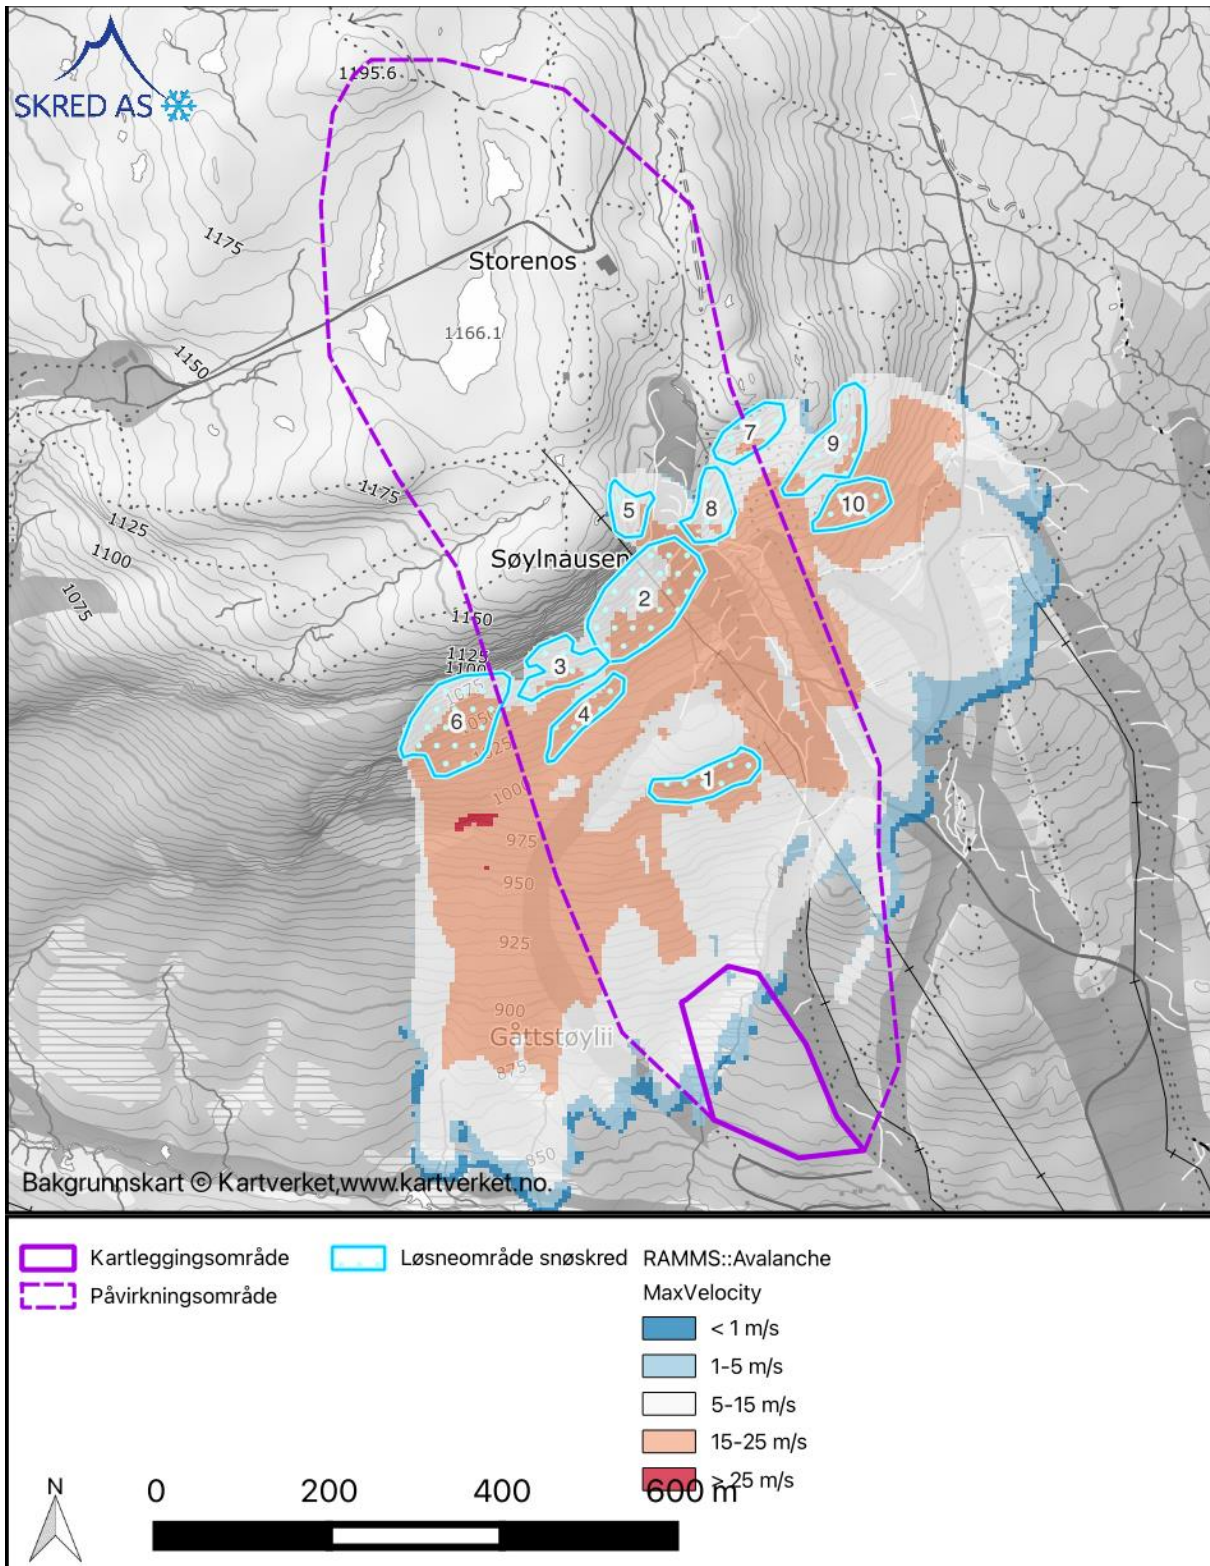 SKRED AS
1195.6
1175
Storenos
1166.1
1150
7
9
1175
10
5
8
1125
Søylnausen
1100
2
1075
1150
1125
3
1100
1075
4
6
1050
1025
1
1000
975
950
925
900
Gåttstøylii
875
850
Bakgrunnskart © Kartverket,www.kartverket.no.
Kartleggingsområde
Løsneområde snøskred
RAMMS::Avalanche
Påvirkningsområde
MaxVelocity
< 1 m/s
1-5 m/s
5-15 m/s
15-25 m/s
> 25 m/s
N
0 200 400 600 m